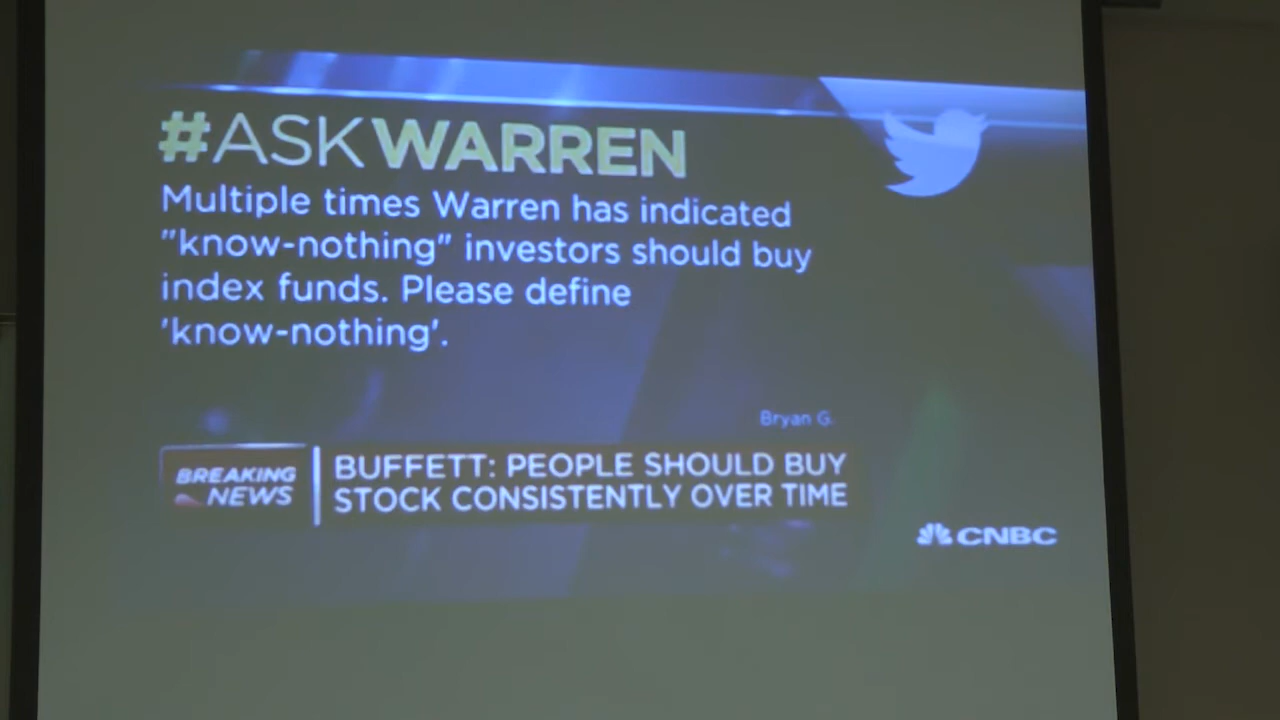 #ASKWARREN
Multiple times Warren has indicated
"know-nothing" investors should buy
index funds. Please define
'know-nothing'.
Bryan G.
BREAKING
NEWS
BUFFETT: PEOPLE SHOULD BUY
STOCK CONSISTENTLY OVER TIME
CNBC